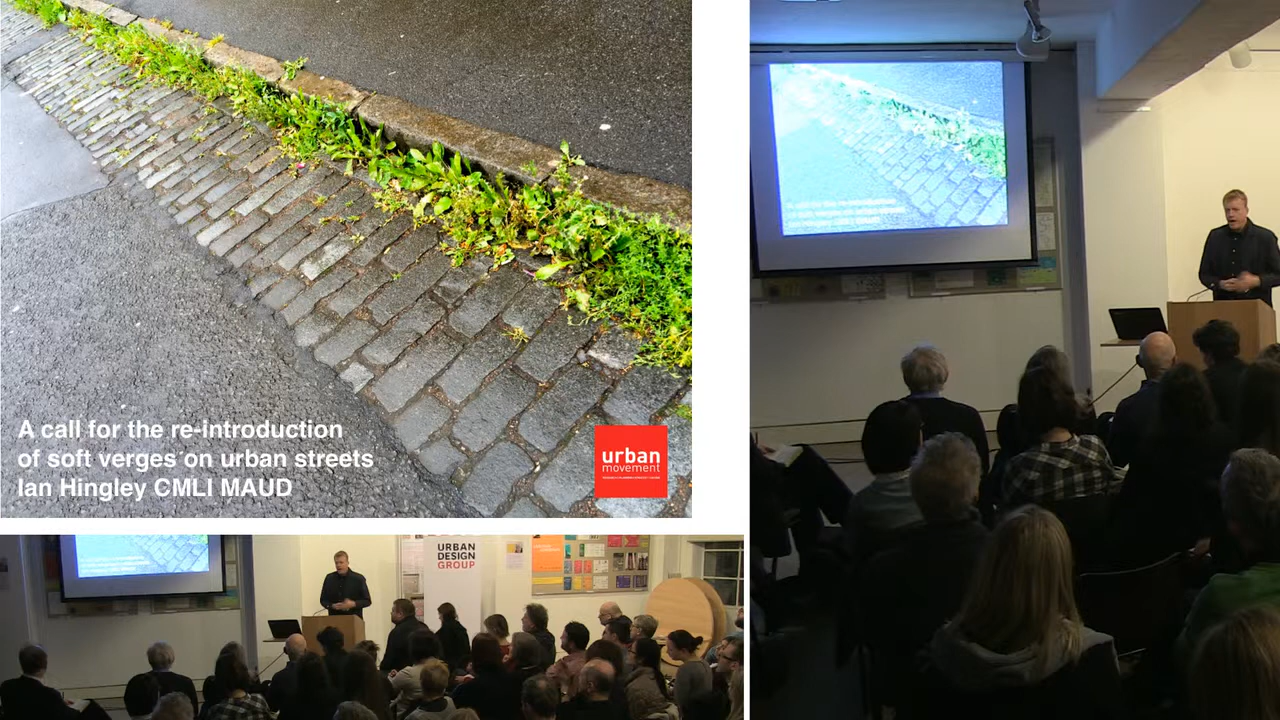 A call for the re-introduction
of soft verges on urban streets
Ian Hingley CMLI MAUD
urban
movement
URBAN
DESIGN
GROUP